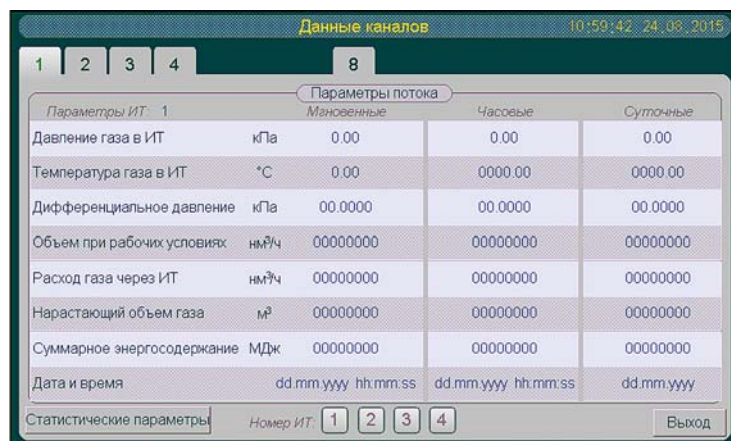 Данные каналов 10:59:42 24.08.2015
1 2 3 4 8
Параметры потока
Параметры ИТ: 1 Мгновенные Часовые Суточные
Давление газа в ИТ кПа 0.00 0.00 0.00
Температура газа в ИТ °C 0.00 0000.00 0000.00
Дифференциальное давление кПа 00.0000 00.0000 00.0000
Объем при рабочих условиях нм³/ч 00000000 00000000 00000000
Расход газа через ИТ нм³/ч 00000000 00000000 00000000
Нарастающий объем газа м³ 00000000 00000000 00000000
Суммарное энергосодержание МДж 00000000 00000000 00000000
Дата и время dd.mm.yyyy hh:mm:ss dd.mm.yyyy hh:mm:ss dd.mm.yyyy
Статистические параметры Номер ИТ: 1 2 3 4 Выход